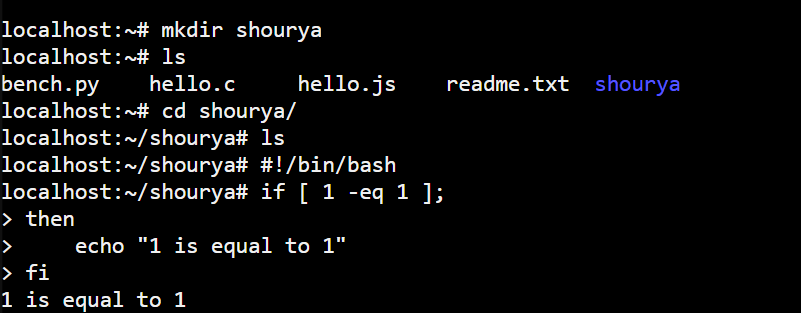 localhost:~# mkdir shourya
localhost:~# ls
bench.py    hello.c     hello.js    readme.txt  shourya
localhost:~# cd shourya/
localhost:~/shourya# ls
localhost:~/shourya# #!/bin/bash
localhost:~/shourya# if [ 1 -eq 1 ];
> then
>     echo "1 is equal to 1"
> fi
1 is equal to 1